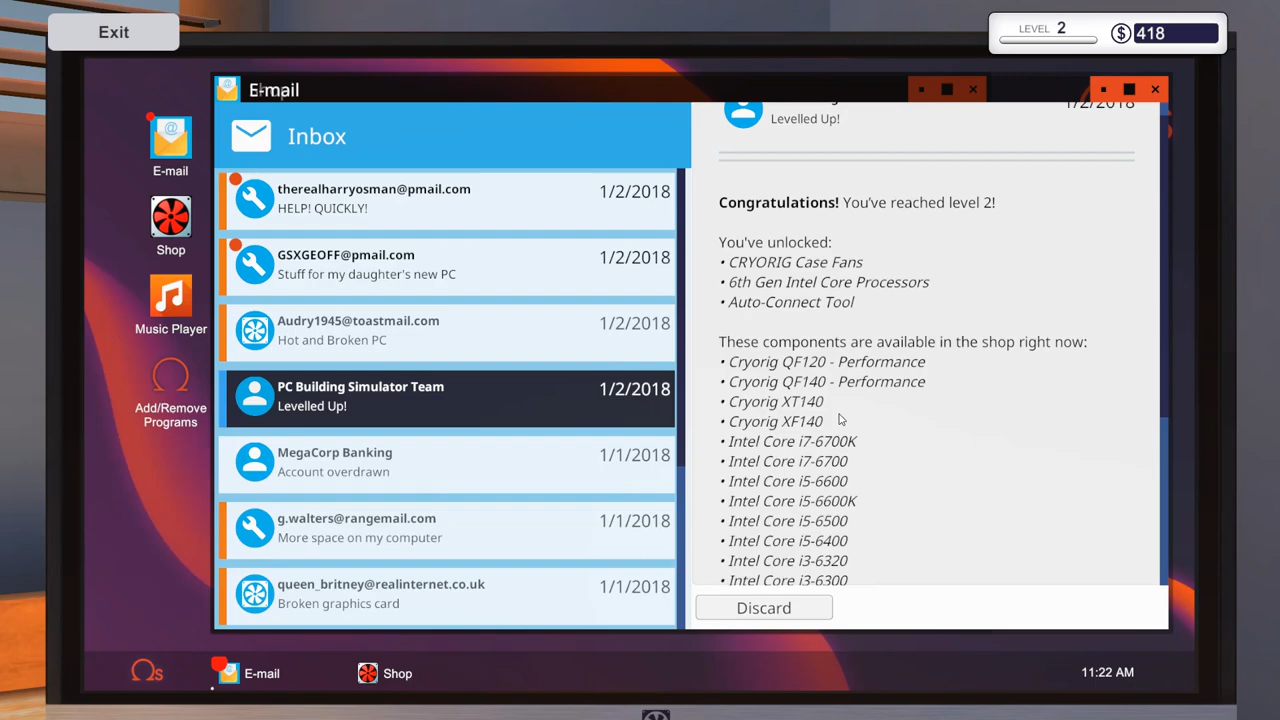 Exit
LEVEL 2
$ 418
E-mail
Inbox
Levelled Up!
1/2/2018
E-mail
Shop
Music Player
Add/Remove
Programs
therealharryosman@pmail.com
1/2/2018
HELP! QUICKLY!
GSXGEOFF@pmail.com
1/2/2018
Stuff for my daughter's new PC
Audry1945@toastmail.com
1/2/2018
Hot and Broken PC
PC Building Simulator Team
1/2/2018
Levelled Up!
MegaCorp Banking
1/1/2018
Account overdrawn
g.walters@rangemail.com
1/1/2018
More space on my computer
queen_britney@realinternet.co.uk
1/1/2018
Broken graphics card
Congratulations! You've reached level 2!
You've unlocked:
• CRYORIG Case Fans
• 6th Gen Intel Core Processors
• Auto-Connect Tool
These components are available in the shop right now:
• Cryorig QF120 - Performance
• Cryorig QF140 - Performance
• Cryorig XT140
• Cryorig XF140
• Intel Core i7-6700K
• Intel Core i7-6700
• Intel Core i5-6600
• Intel Core i5-6600K
• Intel Core i5-6500
• Intel Core i5-6400
• Intel Core i3-6320
• Intel Core i3-6300
Discard
Ωs
E-mail
Shop
11:22 AM